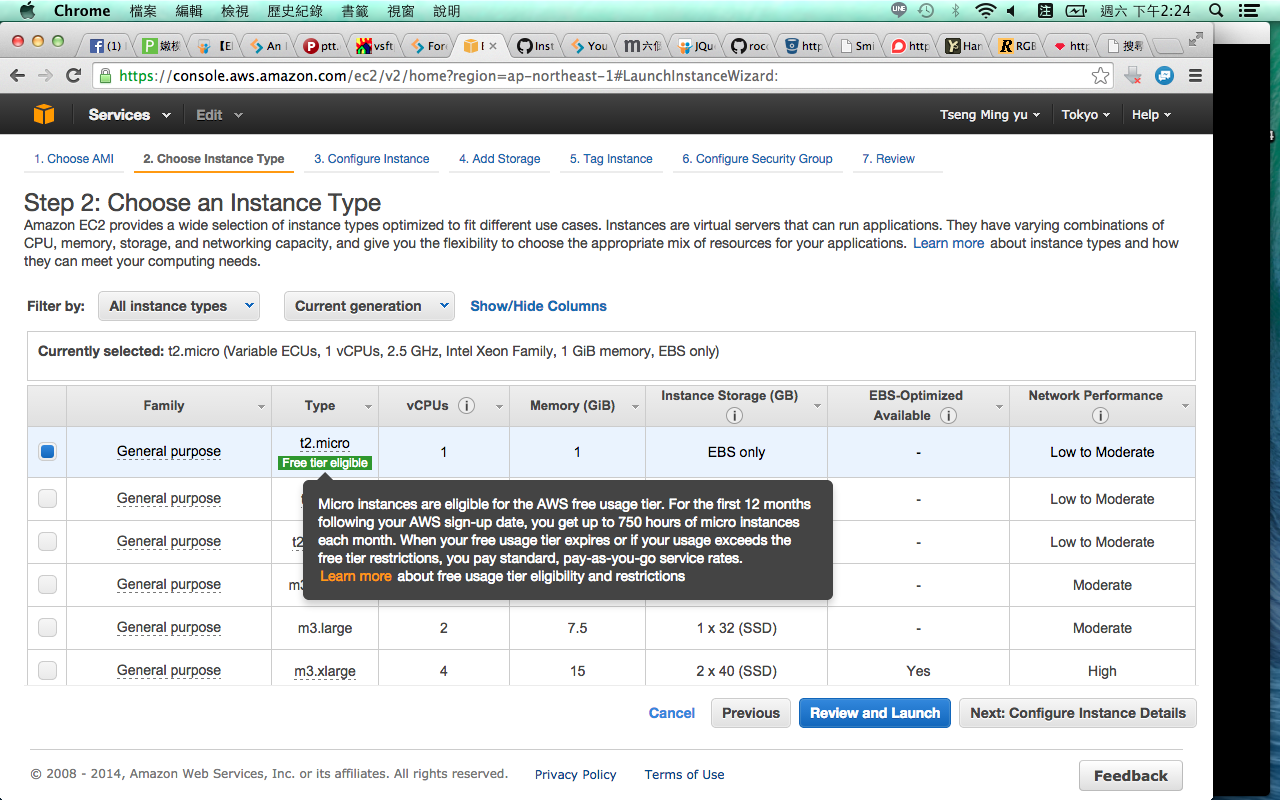 Chrome 檔案 編輯 檢視 歷史紀錄 書籤 視窗 說明 LINE 注 週六 下午2:24
(1) 嫩椒 【El An I ptt. vsft For E Inst You 六個 JQue roc http Smi http Har RGB http 搜尋
https://console.aws.amazon.com/ec2/v2/home?region=ap-northeast-1#LaunchInstanceWizard:
Services Edit Tseng Ming yu Tokyo Help
1. Choose AMI 2. Choose Instance Type 3. Configure Instance 4. Add Storage 5. Tag Instance 6. Configure Security Group 7. Review
Step 2: Choose an Instance Type
Amazon EC2 provides a wide selection of instance types optimized to fit different use cases. Instances are virtual servers that can run applications. They have varying combinations of
CPU, memory, storage, and networking capacity, and give you the flexibility to choose the appropriate mix of resources for your applications. Learn more about instance types and how
they can meet your computing needs.
Filter by: All instance types Current generation Show/Hide Columns
Currently selected: t2.micro (Variable ECUs, 1 vCPUs, 2.5 GHz, Intel Xeon Family, 1 GiB memory, EBS only)
Family Type vCPUs Memory (GiB) Instance Storage (GB) EBS-Optimized Available Network Performance
General purpose t2.micro Free tier eligible 1 1 EBS only - Low to Moderate
General purpose - Low to Moderate
General purpose t2 - Low to Moderate
General purpose m3 - Moderate
Micro instances are eligible for the AWS free usage tier. For the first 12 months
following your AWS sign-up date, you get up to 750 hours of micro instances
each month. When your free usage tier expires or if your usage exceeds the
free tier restrictions, you pay standard, pay-as-you-go service rates.
Learn more about free usage tier eligibility and restrictions
General purpose m3.large 2 7.5 1 x 32 (SSD) - Moderate
General purpose m3.xlarge 4 15 2 x 40 (SSD) Yes High
Cancel Previous Review and Launch Next: Configure Instance Details
© 2008 - 2014, Amazon Web Services, Inc. or its affiliates. All rights reserved. Privacy Policy Terms of Use Feedback